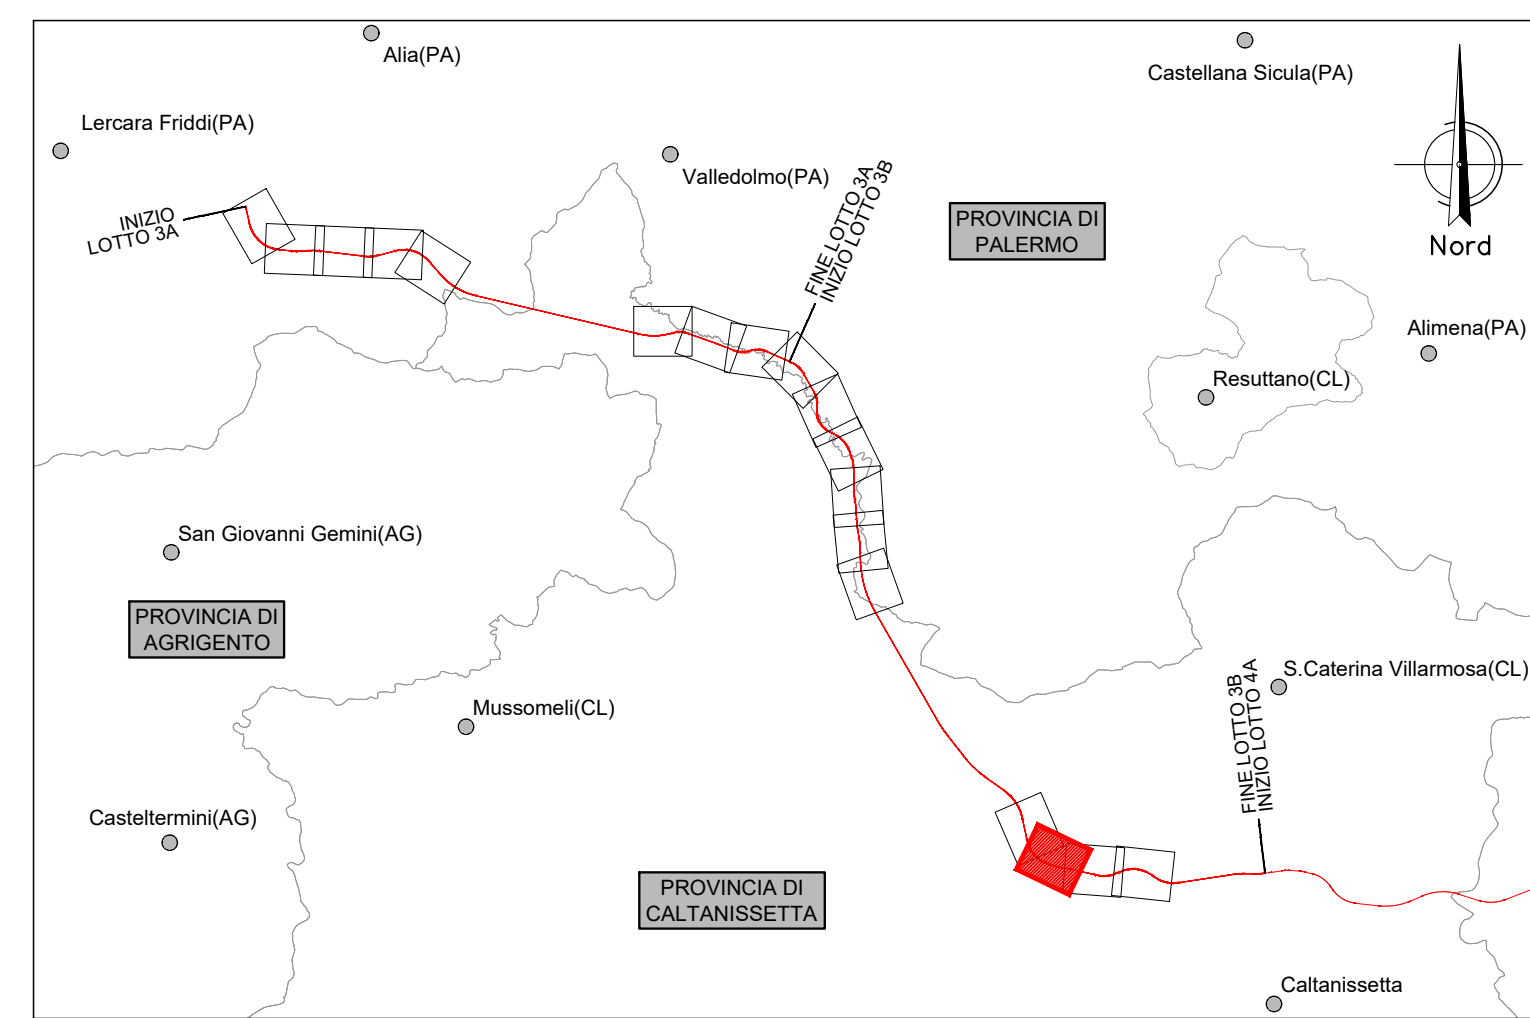 Alia(PA)
Castellana Sicula(PA)
Lercara Friddi(PA)
Valledolmo(PA)
INIZIO
LOTTO 3A
FINE LOTTO 3A
INIZIO LOTTO 3B
PROVINCIA DI
PALERMO
Nord
Alimena(PA)
Resuttano(CL)
San Giovanni Gemini(AG)
PROVINCIA DI
AGRIGENTO
S.Caterina Villarmosa(CL)
FINE LOTTO 3B
INIZIO LOTTO 4A
Mussomeli(CL)
Casteltermini(AG)
PROVINCIA DI
CALTANISSETTA
Caltanissetta